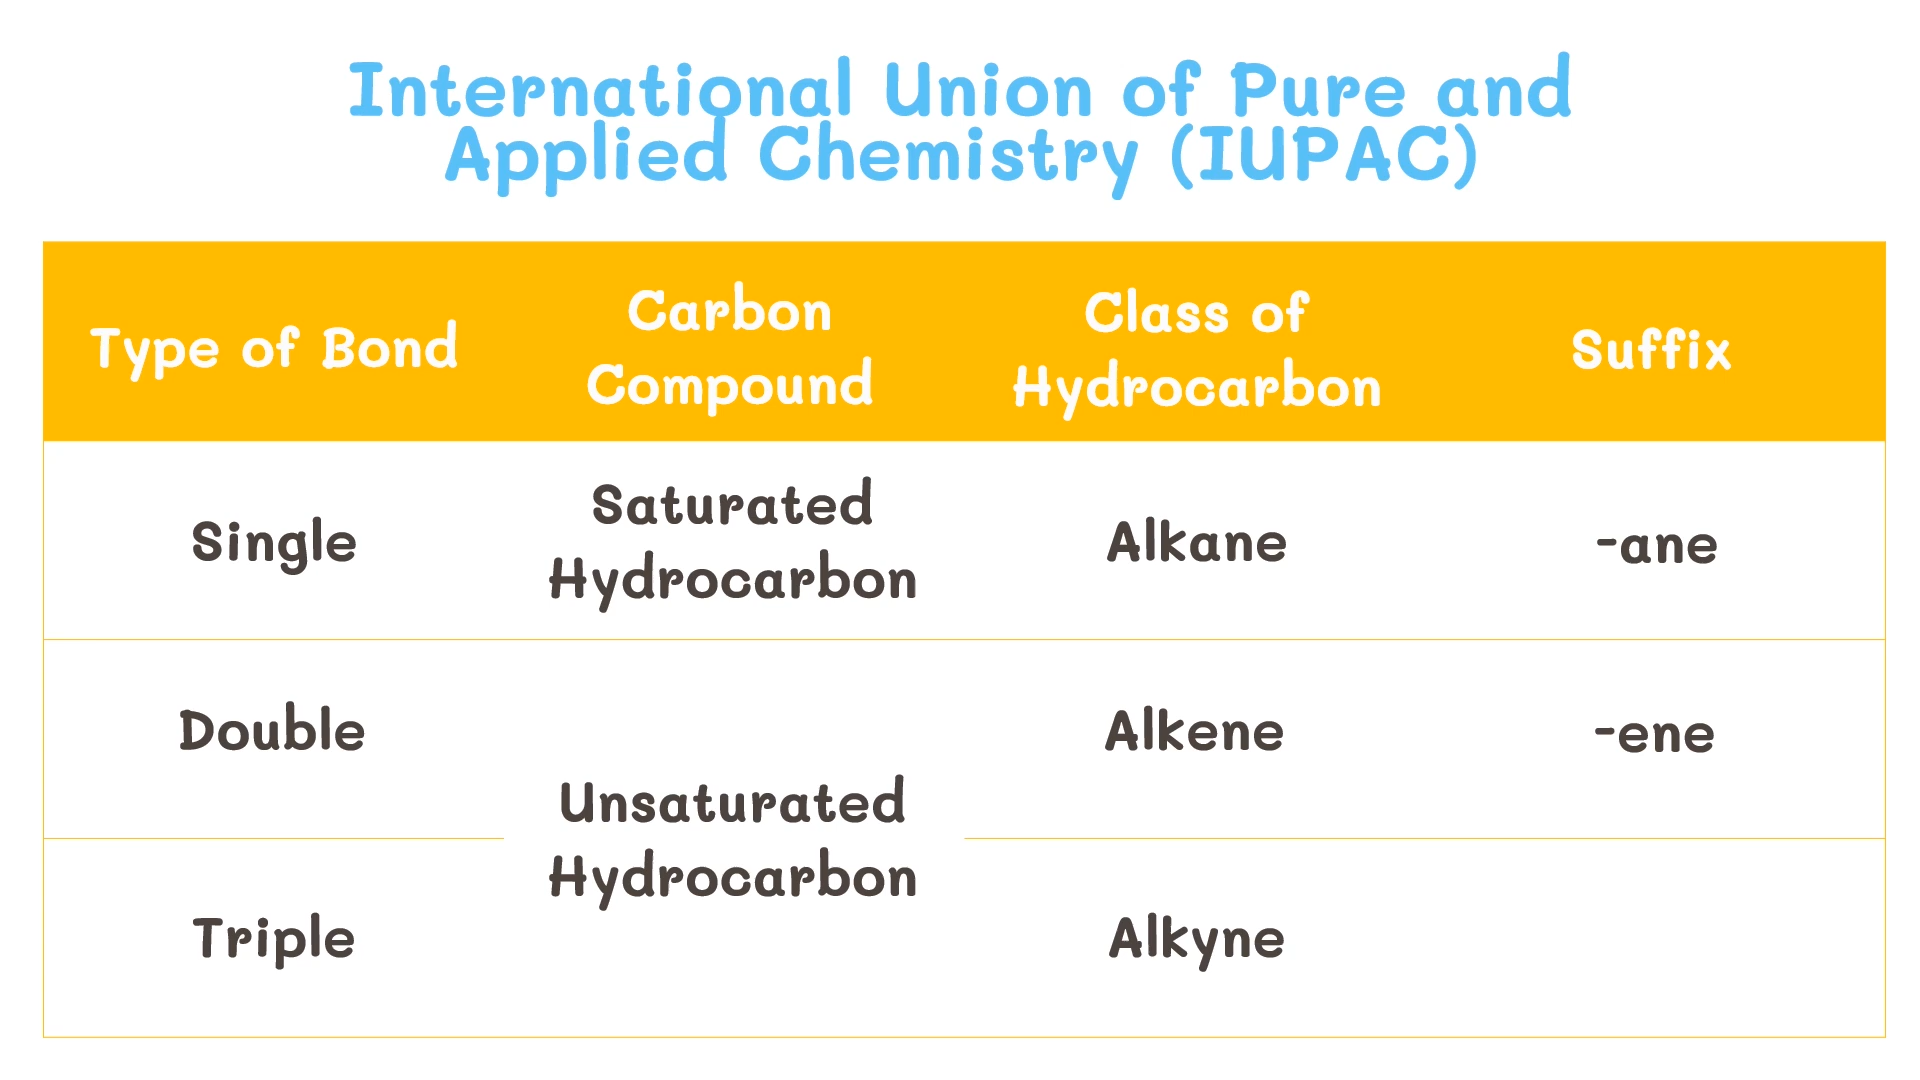 International Union of Pure and
Applied Chemistry (IUPAC)
Type of Bond
Carbon
Compound
Class of
Hydrocarbon
Suffix
Single
Saturated
Hydrocarbon
Alkane
-ane
Double
Unsaturated
Hydrocarbon
Alkene
-ene
Triple
Alkyne